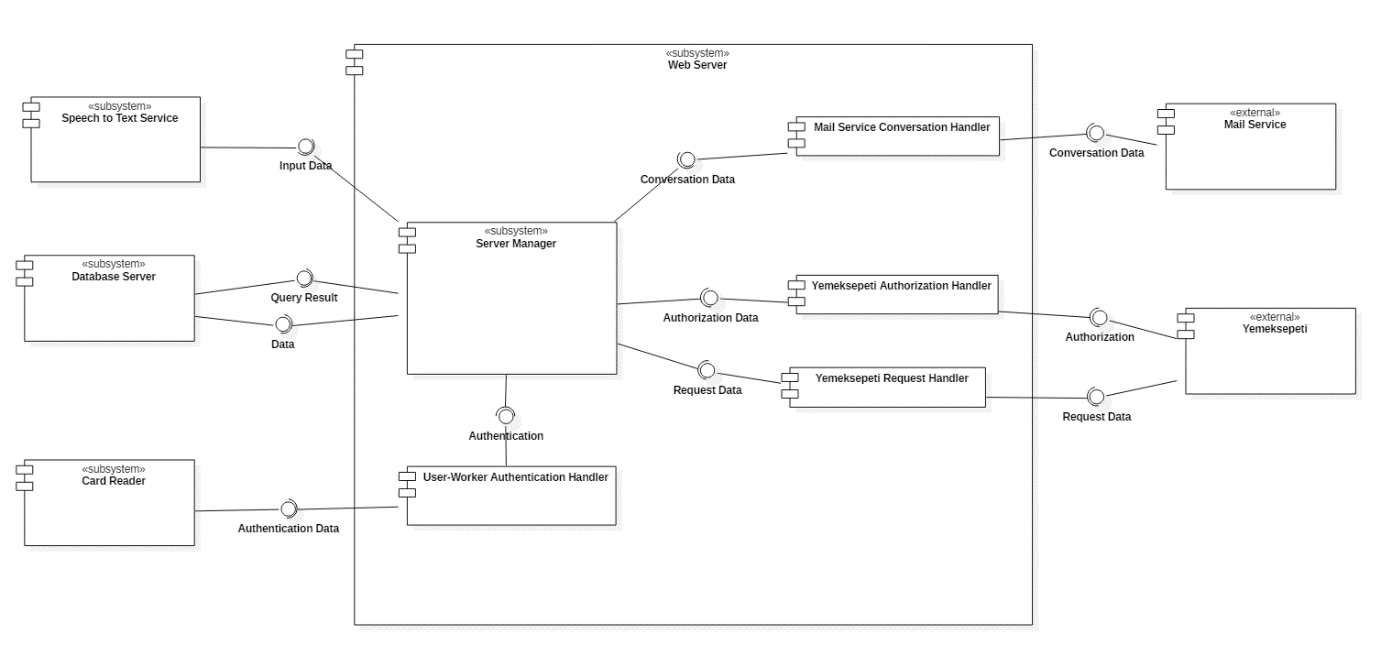 «subsystem»
Web Server
«subsystem»
Speech to Text Service
Input Data
Mail Service Conversation Handler
Conversation Data
«external»
Mail Service
Conversation Data
«subsystem»
Server Manager
«subsystem»
Database Server
Query Result
Data
Yemeksepeti Authorization Handler
Authorization Data
«external»
Yemeksepeti
Authorization
Yemeksepeti Request Handler
Request Data
Request Data
Authentication
«subsystem»
Card Reader
User-Worker Authentication Handler
Authentication Data